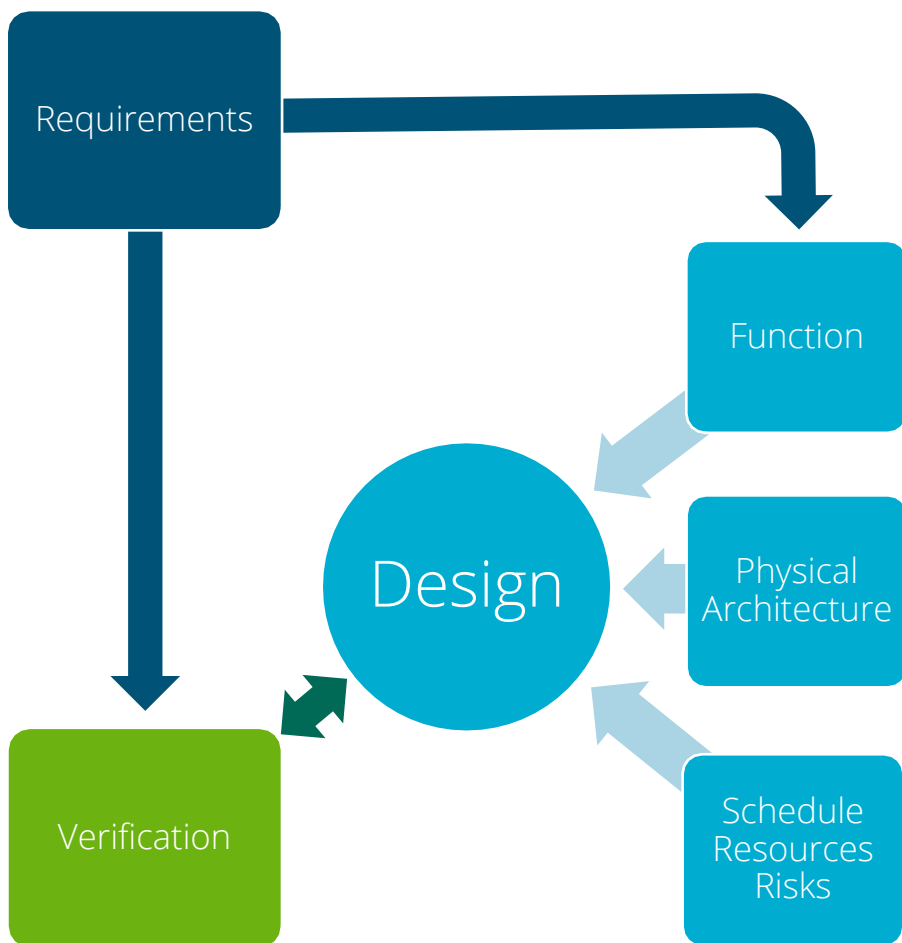 Requirements
Function
Design
Physical
Architecture
Verification
Schedule
Resources
Risks